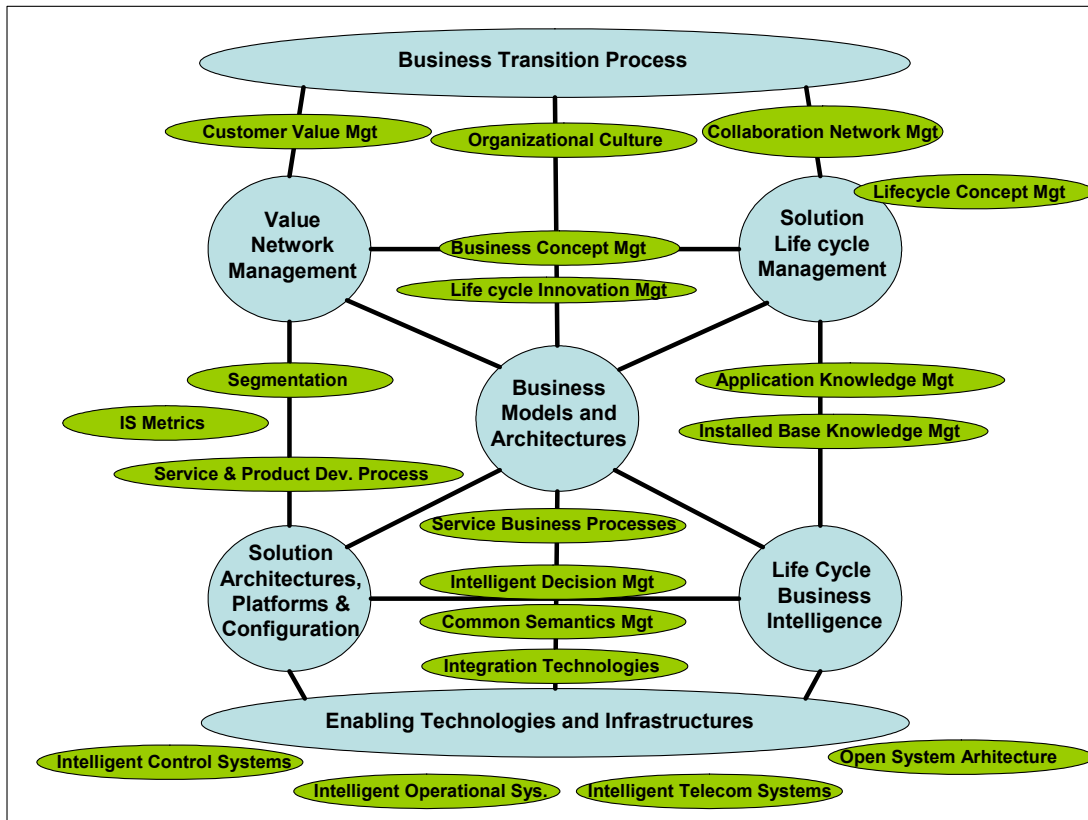 Business Transition Process
Customer Value Mgt
Organizational Culture
Collaboration Network Mgt
Lifecycle Concept Mgt
Value
Network
Management
Solution
Life cycle
Management
Business Concept Mgt
Life cycle Innovation Mgt
Segmentation
IS Metrics
Service & Product Dev. Process
Business
Models and
Architectures
Application Knowledge Mgt
Installed Base Knowledge Mgt
Service Business Processes
Solution
Architectures,
Platforms &
Configuration
Intelligent Decision Mgt
Common Semantics Mgt
Integration Technologies
Life Cycle
Business
Intelligence
Enabling Technologies and Infrastructures
Intelligent Control Systems
Intelligent Operational Sys.
Intelligent Telecom Systems
Open System Arhitecture